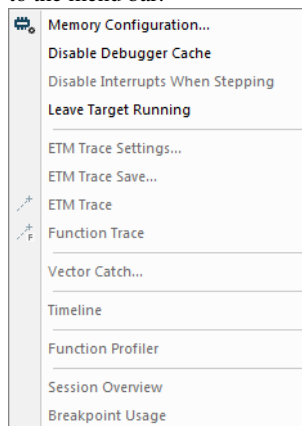 to the menu bar.
Memory Configuration...
Disable Debugger Cache
Disable Interrupts When Stepping
Leave Target Running
ETM Trace Settings...
ETM Trace Save...
ETM Trace
F Function Trace
Vector Catch...
Timeline
Function Profiler
Session Overview
Breakpoint Usage